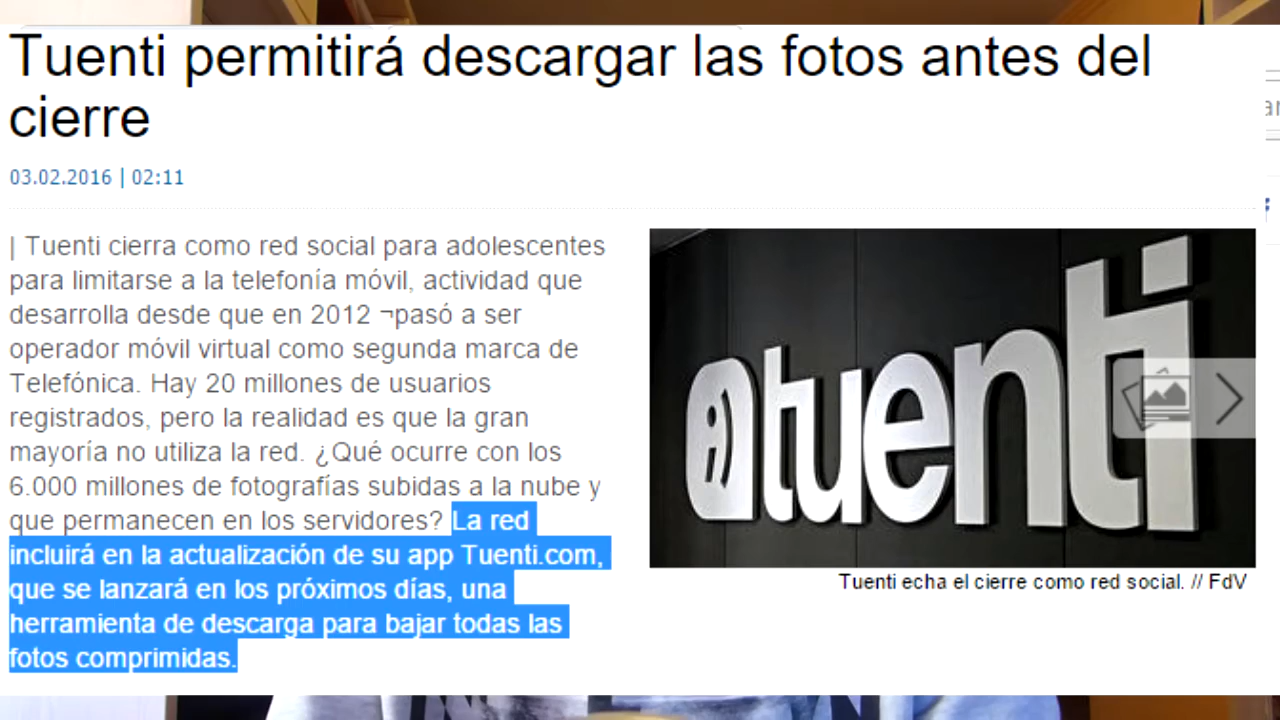 Tuenti permitirá descargar las fotos antes del
cierre
03.02.2016 | 02:11
| Tuenti cierra como red social para adolescentes
para limitarse a la telefonía móvil, actividad que
desarrolla desde que en 2012 ¬pasó a ser
operador móvil virtual como segunda marca de
Telefónica. Hay 20 millones de usuarios
registrados, pero la realidad es que la gran
mayoría no utiliza la red. ¿Qué ocurre con los
6.000 millones de fotografías subidas a la nube y
que permanecen en los servidores? La red
incluirá en la actualización de su app Tuenti.com,
que se lanzará en los próximos días, una
herramienta de descarga para bajar todas las
fotos comprimidas.
tuenti
Tuenti echa el cierre como red social. // FdV